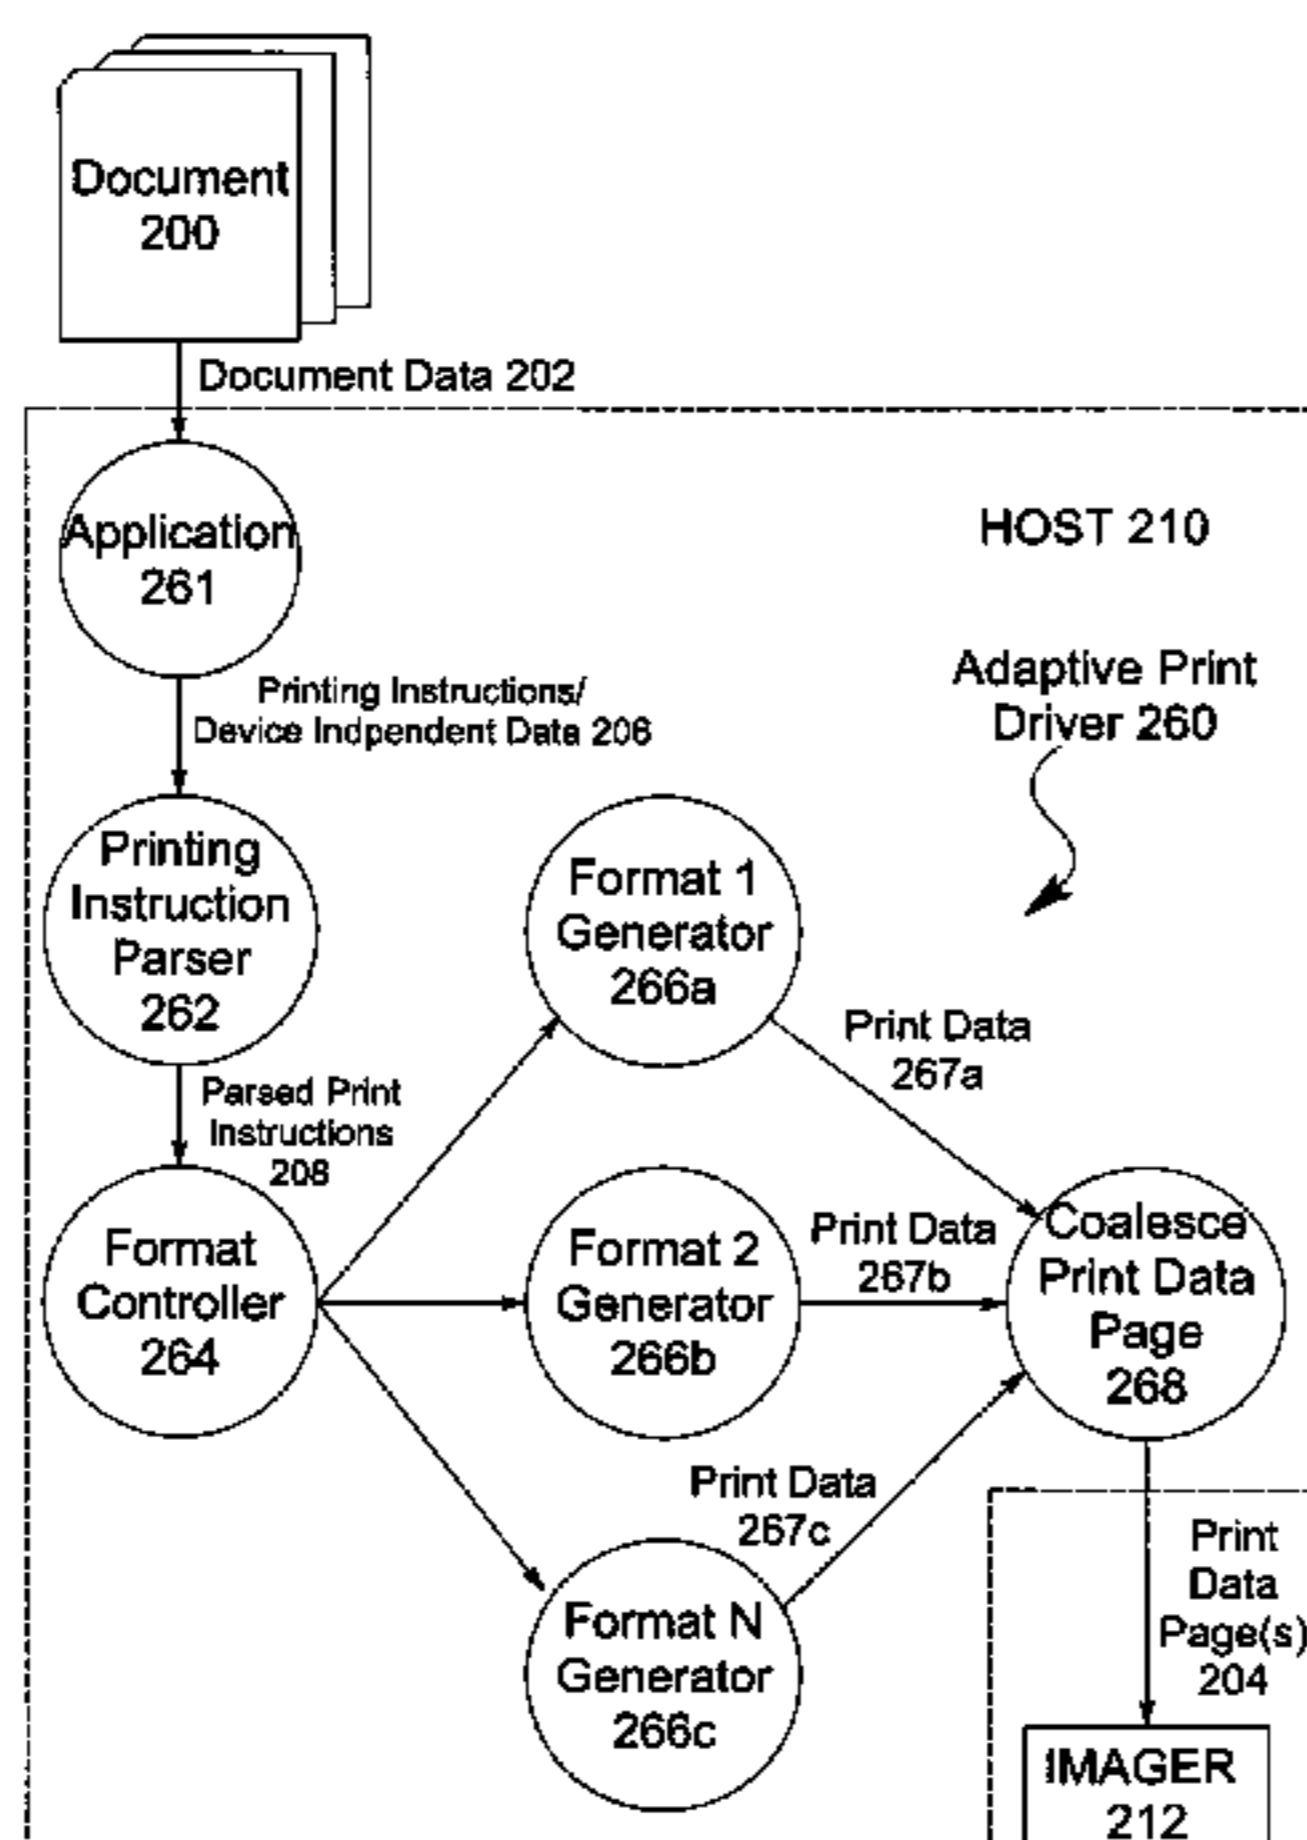 Document
200
Document Data 202
Application
261
HOST 210
Adaptive Print
Driver 260
Printing Instructions/
Device Indpendent Data 206
Printing
Instruction
Parser
262
Format 1
Generator
266a
Print Data
267a
Parsed Print
Instructions
208
Format
Controller
264
Format 2
Generator
266b
Print Data
267b
Coalesce
Print Data
Page
268
Print Data
267c
Format N
Generator
266c
Print
Data
Page(s)
204
IMAGER
212